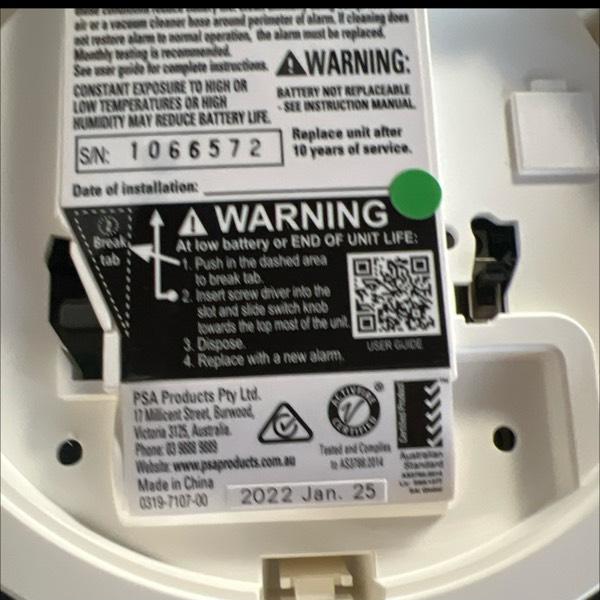 air or a vacuum cleaner hose around perimeter of alarm. If cleaning does
not restore alarm to normal operation, the alarm must be replaced.
Monthly testing is recommended.
See user guide for complete instructions.
CONSTANT EXPOSURE TO HIGH OR
LOW TEMPERATURES OR HIGH
HUMIDITY MAY REDUCE BATTERY LIFE.
WARNING:
BATTERY NOT REPLACEABLE
- SEE INSTRUCTION MANUAL.
S/N: 1066572
Replace unit after
10 years of service.
Date of installation:
2
Break
tab
WARNING
At low battery or END OF UNIT LIFE:
1. Push in the dashed area
to break tab.
2. Insert screw driver into the
slot and slide switch knob
towards the top most of the unit.
3. Dispose.
4. Replace with a new alarm.
USER GUIDE
PSA Products Pty Ltd.
17 Millicent Street, Burwood,
Victoria 3125, Australia.
Phone: 03 9888 9889
Website: www.psaproducts.com.au
Made in China
0319-7107-00
2022 Jan. 25
ACTIVFIRE
CERTIFIED
Tested and Complies
to AS3786:2014
Certified Product
Australian
Standard